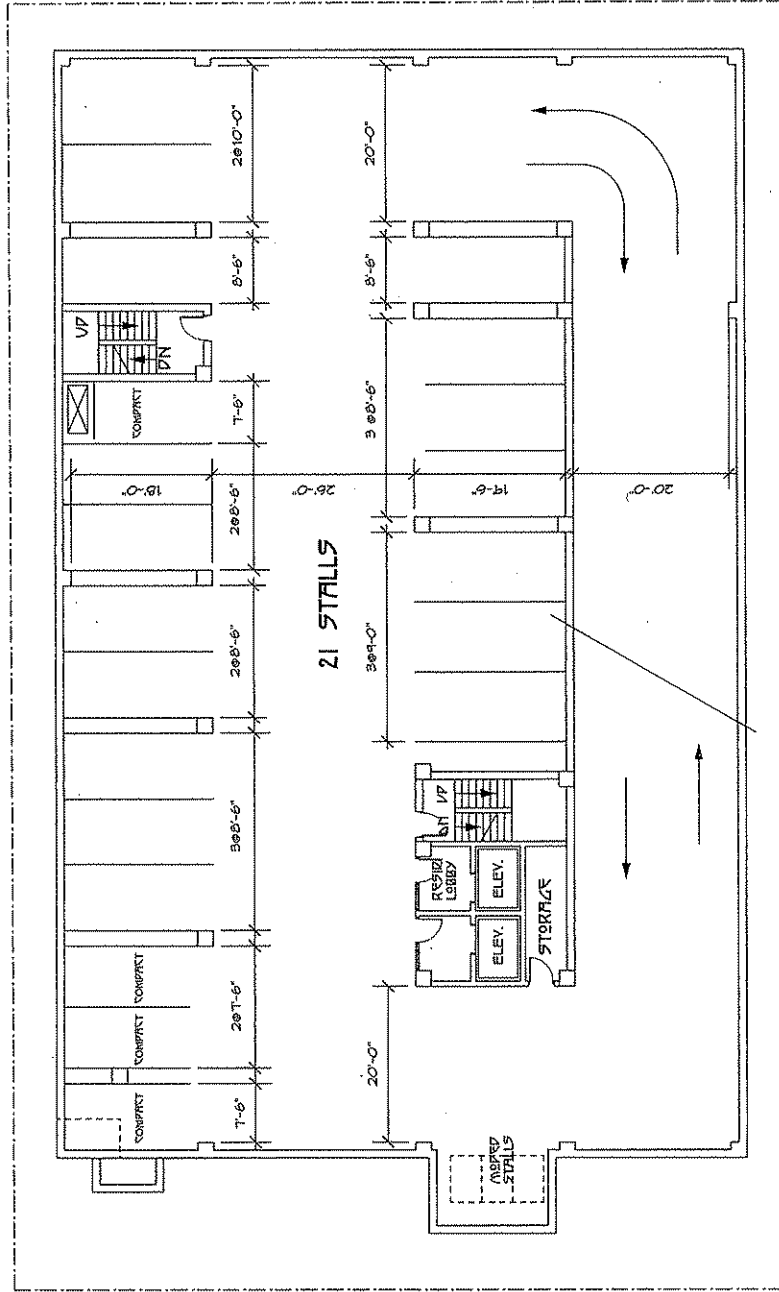 2@10'-0"
20'-0"
8'-6"
8'-6"
UP
DN
COMPACT
7'-6"
3@8'-6"
2@8'-6"
18'-0"
26'-0"
19'-6"
20'-0"
21 STALLS
2@8'-6"
3@9'-0"
3@8'-6"
DN UP
RESID.
LOBBY
ELEV.
ELEV.
STORAGE
COMPACT
COMPACT
2@7'-6"
20'-0"
COMPACT
7'-6"
MOPED
STALLS